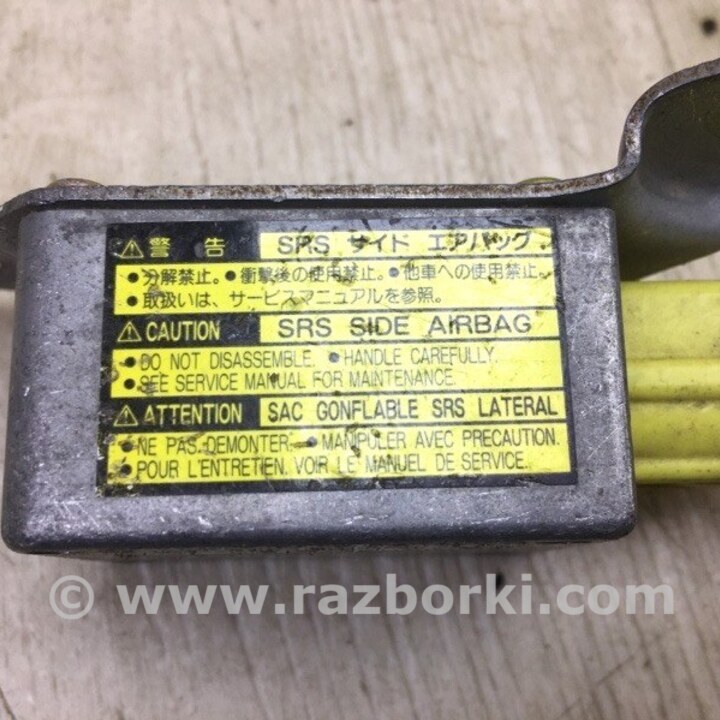 ⚠ 警告 SRS サイド エアバッグ
•分解禁止。•衝撃後の使用禁止。•他車への使用禁止。
•取扱いは、サービスマニュアルを参照。
⚠ CAUTION SRS SIDE AIRBAG
•DO NOT DISASSEMBLE. •HANDLE CAREFULLY.
•SEE SERVICE MANUAL FOR MAINTENANCE.
⚠ ATTENTION SAC GONFLABLE SRS LATERAL
•NE PAS DEMONTER. •MANIPULER AVEC PRECAUTION.
•POUR L'ENTRETIEN, VOIR LE MANUEL DE SERVICE.
© www.razborki.com